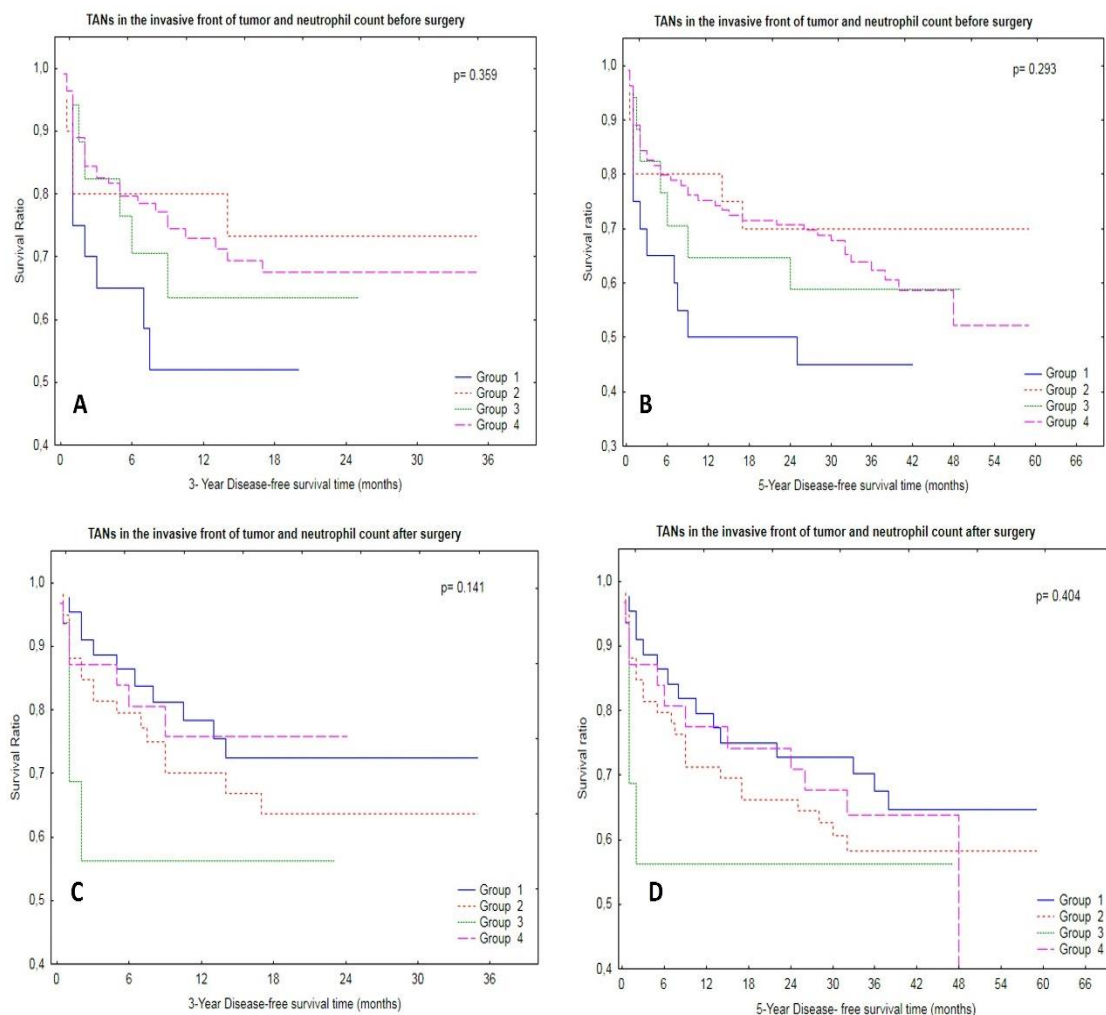 TANs in the invasive front of tumor and neutrophil count before surgery
p= 0.359
Survival Ratio
1,0
0,9
0,8
0,7
0,6
0,5
0,4
A
Group 1
Group 2
Group 3
Group 4
0 6 12 18 24 30 36
3- Year Disease-free survival time (months)
TANs in the invasive front of tumor and neutrophil count before surgery
p= 0.293
Survival ratio
1,0
0,9
0,8
0,7
0,6
0,5
0,4
0,3
B
Group 1
Group 2
Group 3
Group 4
0 6 12 18 24 30 36 42 48 54 60 66
5-Year Disease-free survival time (months)
TANs in the invasive front of tumor and neutrophil count after surgery
p= 0.141
Survival Ratio
1,0
0,9
0,8
0,7
0,6
0,5
0,4
C
Group 1
Group 2
Group 3
Group 4
0 6 12 18 24 30 36
3-Year Disease-free survival time (months)
TANs in the invasive front of tumor and neutrophil count after surgery
p= 0.404
Survival ratio
1,0
0,9
0,8
0,7
0,6
0,5
0,4
D
Group 1
Group 2
Group 3
Group 4
0 6 12 18 24 30 36 42 48 54 60 66
5-Year Disease- free survival time (months)